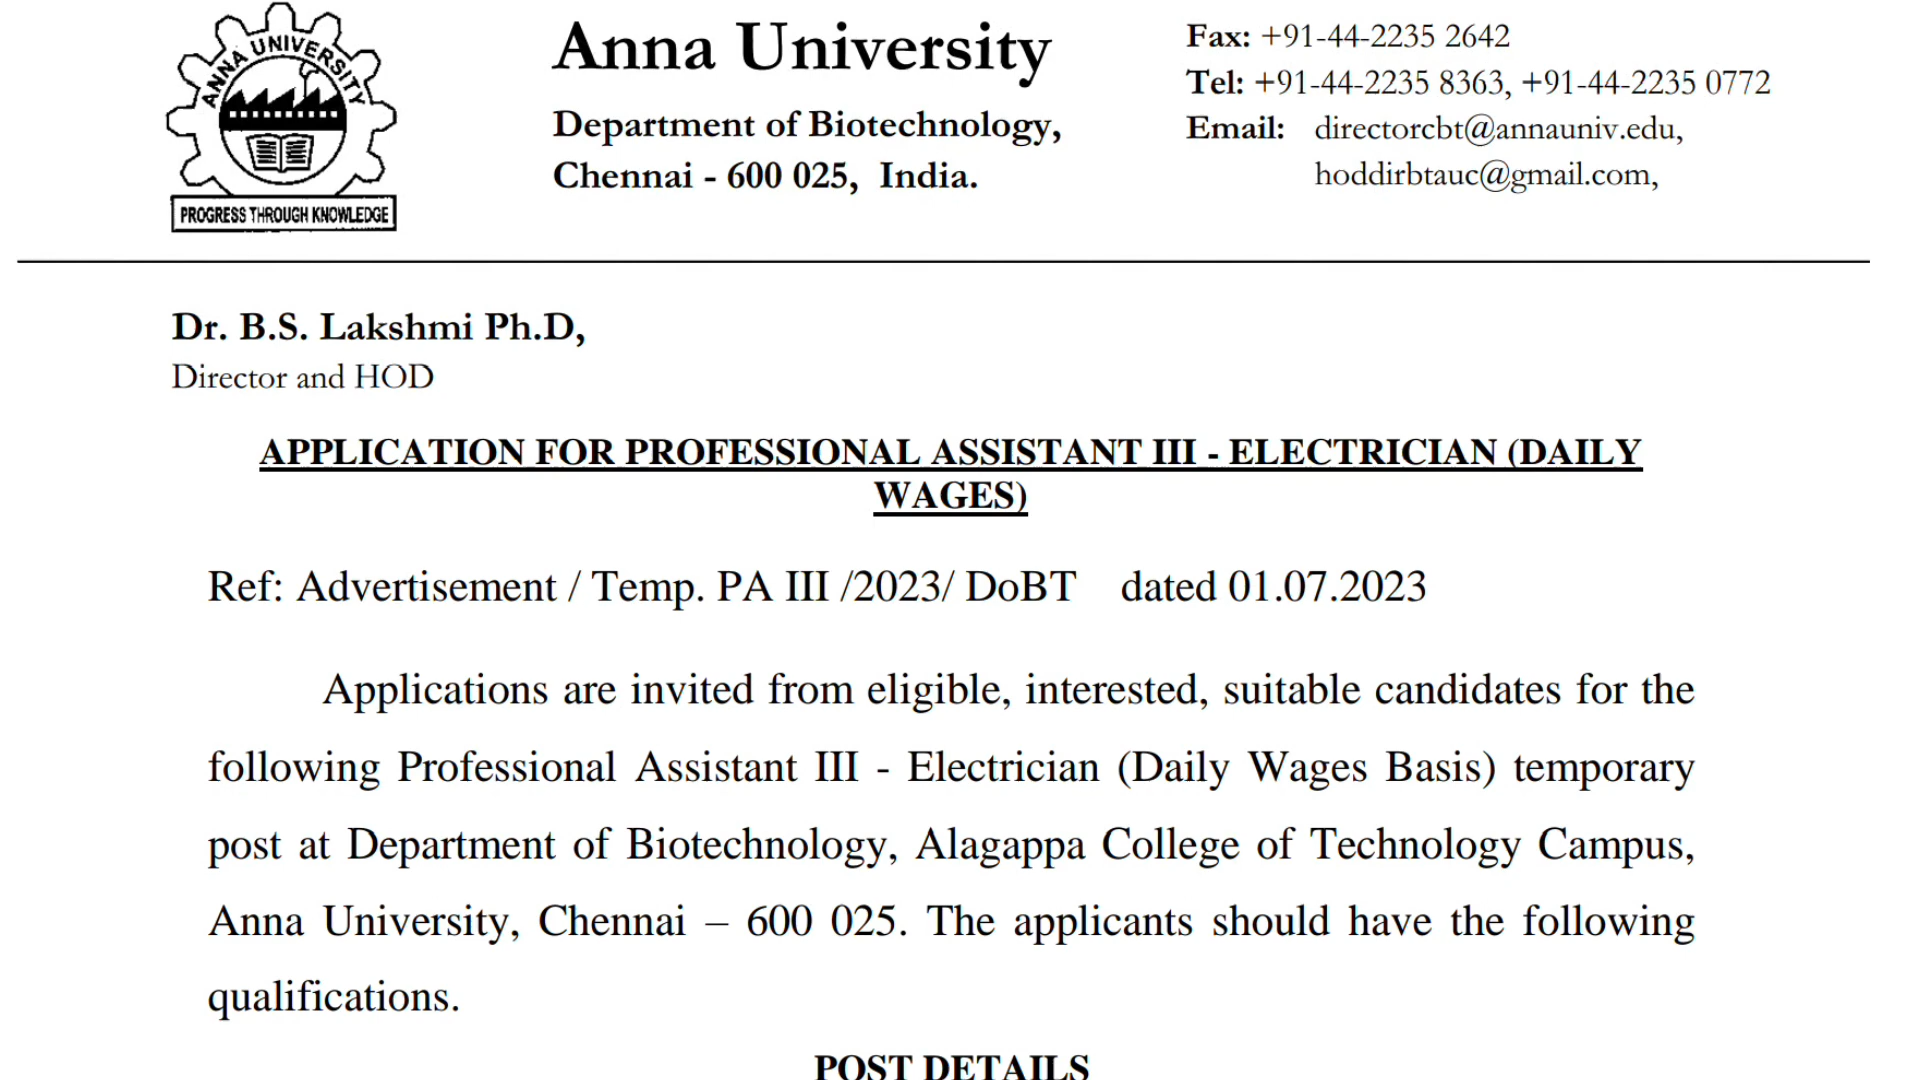 ANNA UNIVERSITY
PROGRESS THROUGH KNOWLEDGE
Anna University
Department of Biotechnology,
Chennai - 600 025, India.
Fax: +91-44-2235 2642
Tel: +91-44-2235 8363, +91-44-2235 0772
Email: directorcbt@annauniv.edu,
hoddirbtauc@gmail.com,
Dr. B.S. Lakshmi Ph.D,
Director and HOD
APPLICATION FOR PROFESSIONAL ASSISTANT III - ELECTRICIAN (DAILY
WAGES)
Ref: Advertisement / Temp. PA III /2023/ DoBT dated 01.07.2023
Applications are invited from eligible, interested, suitable candidates for the
following Professional Assistant III - Electrician (Daily Wages Basis) temporary
post at Department of Biotechnology, Alagappa College of Technology Campus,
Anna University, Chennai – 600 025. The applicants should have the following
qualifications.
POST DETAILS